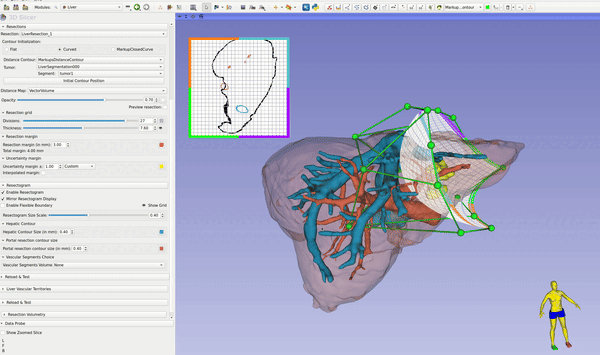 Modules: Liver
Markup...ontour
3D Slicer
Resections
Resection: LiverResection_1
Contour Initialization:
Flat Curved MarkupClosedCurve
Distance Contour: MarkupsDistanceContour
Tumor: LiverSegmentation000
Segment: tumor1
Initial Contour Position
Distance Map: VectorVolume
Opacity 0.70
Preview resection:
Resection grid
Divisions: 27
Thickness: 7.60
Resection margin
Resection margin (in mm): 3.00
Total margin: 4.00 mm
Uncertainty margin
Uncertainty margin ±: 1.00 Custom
Interpolated margin:
Resectogram
Enable Resectogram
Mirror Resectogram Display
Enable Flexible Boundary Show Grid
Resectogram Size Scale: 0.40
Hepatic Contour
Hepatic Contour Size (in mm): 0.40
Portal resection contour size
Portal resection contour size (in mm): 0.60
Vascular Segments Choice
Vascular Segments Volume: None
Reload & Test
Liver Vascular Territories
Reload & Test
Resection Volumetry
Data Probe
Show Zoomed Slice
L
F
B